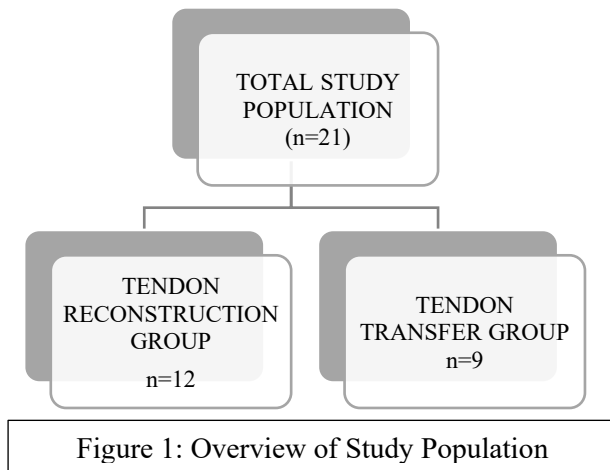 TOTAL STUDY
POPULATION
(n=21)
TENDON
RECONSTRUCTION
GROUP
n=12
TENDON
TRANSFER GROUP
n=9
Figure 1: Overview of Study Population